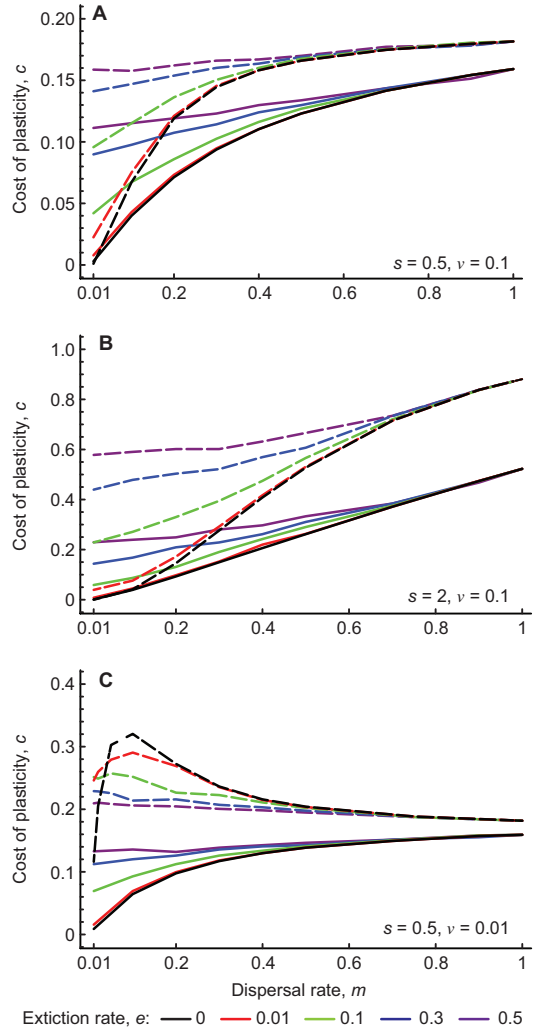 A
0.20
0.15
0.10
0.05
0
Cost of plasticity, c
s = 0.5, v = 0.1
0.01 0.2 0.4 0.6 0.8 1
B
1.0
0.8
0.6
0.4
0.2
0
Cost of plasticity, c
s = 2, v = 0.1
0.01 0.2 0.4 0.6 0.8 1
C
0.4
0.3
0.2
0.1
0
Cost of plasticity, c
s = 0.5, v = 0.01
0.01 0.2 0.4 0.6 0.8 1
Dispersal rate, m
Extiction rate, e: 0 0.01 0.1 0.3 0.5